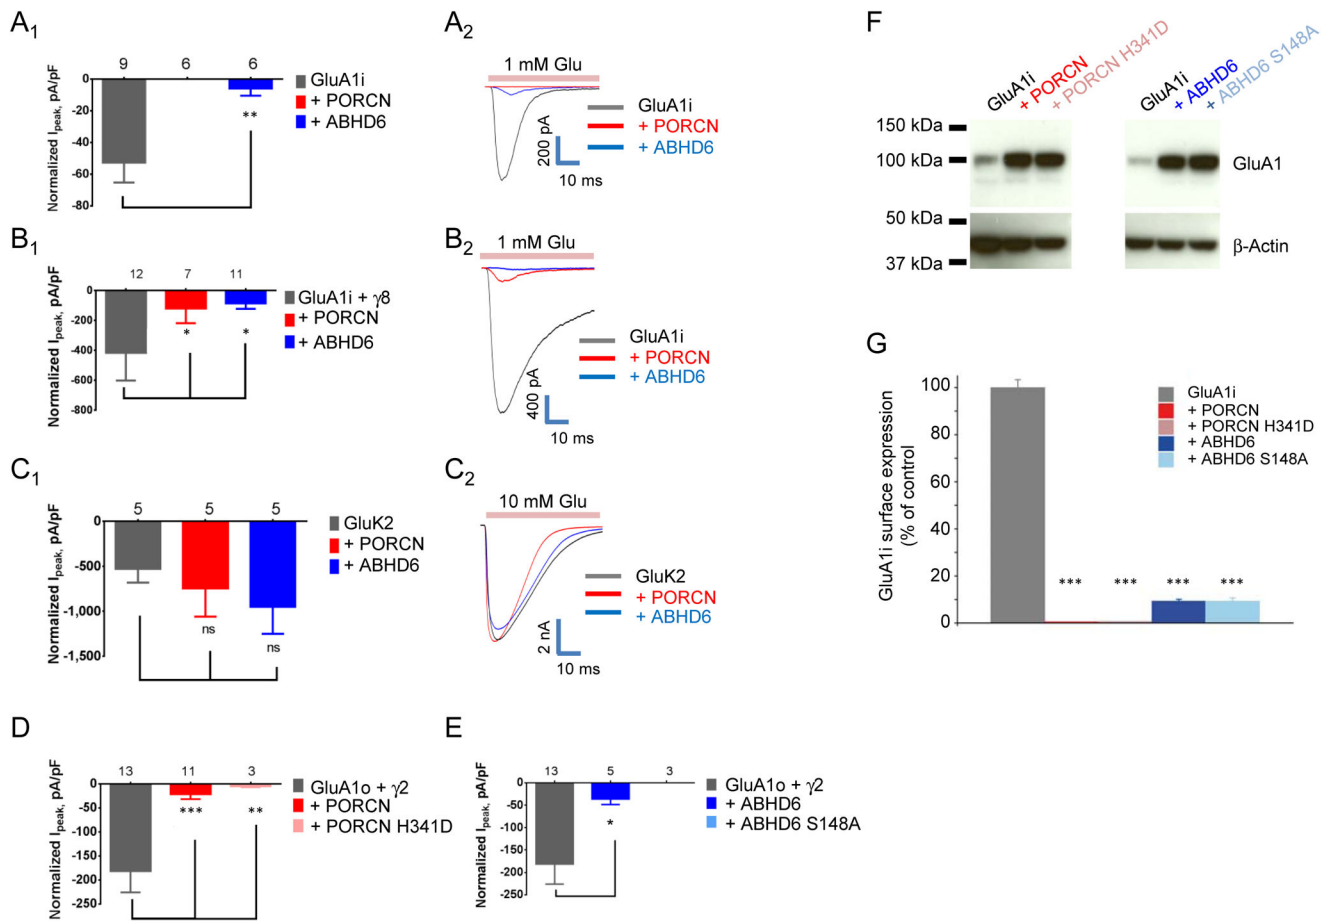 A1
9 6 6
0
-20
-40
-60
-80
Normalized Ipeak, pA/pF
**
GluA1i
+ PORCN
+ ABHD6
A2
1 mM Glu
GluA1i
+ PORCN
+ ABHD6
200 pA
10 ms
B1
12 7 11
0
-200
-400
-600
-800
Normalized Ipeak, pA/pF
* *
GluA1i + γ8
+ PORCN
+ ABHD6
B2
1 mM Glu
GluA1i
+ PORCN
+ ABHD6
400 pA
10 ms
C1
5 5 5
0
-500
-1,000
-1,500
Normalized Ipeak, pA/pF
ns
ns
GluK2
+ PORCN
+ ABHD6
C2
10 mM Glu
GluK2
+ PORCN
+ ABHD6
2 nA
10 ms
D
13 11 3
0
-50
-100
-150
-200
-250
Normalized Ipeak, pA/pF
*** **
GluA1o + γ2
+ PORCN
+ PORCN H341D
E
13 5 3
0
-50
-100
-150
-200
-250
Normalized Ipeak, pA/pF
*
GluA1o + γ2
+ ABHD6
+ ABHD6 S148A
F
GluA1i
+ PORCN
+ PORCN H341D
GluA1i
+ ABHD6
+ ABHD6 S148A
150 kDa
100 kDa
50 kDa
37 kDa
GluA1
β-Actin
G
GluA1i surface expression
(% of control)
100
80
60
40
20
0
*** *** *** ***
GluA1i
+ PORCN
+ PORCN H341D
+ ABHD6
+ ABHD6 S148A